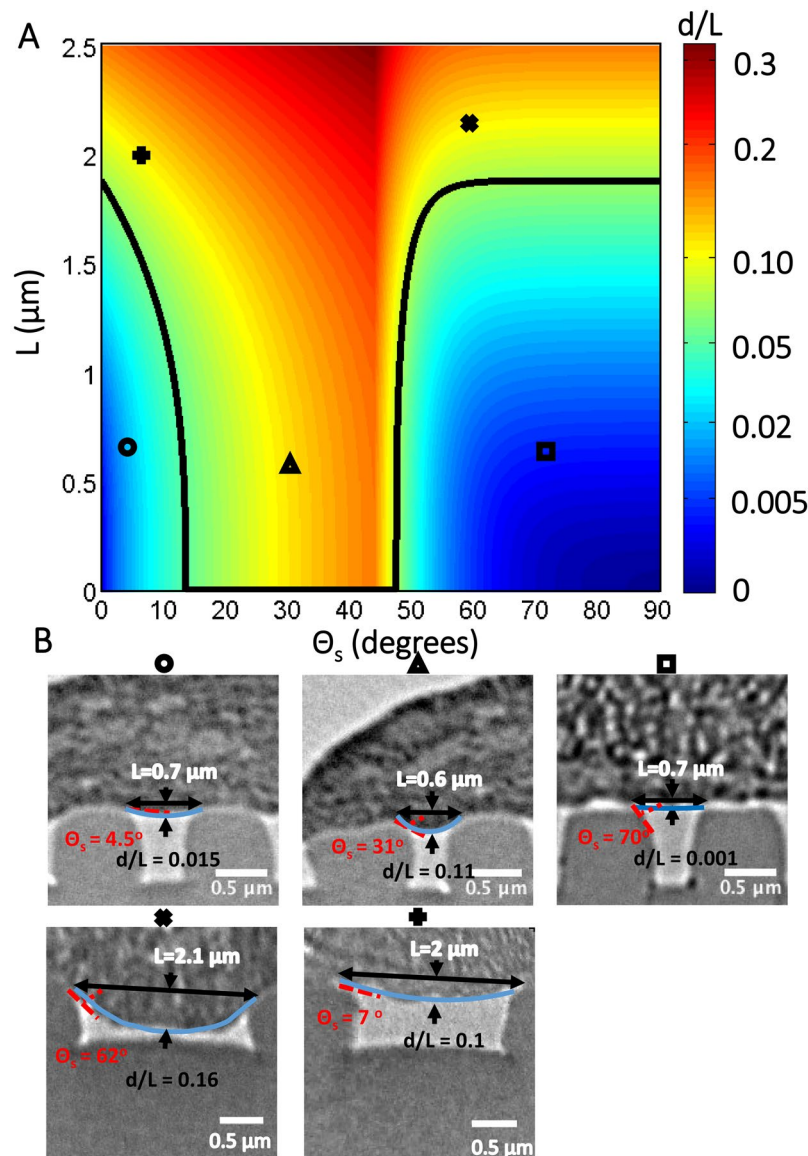 A
d/L
2.5
2
1.5
1
0.5
0
L (μm)
0 10 20 30 40 50 60 70 80 90
Θs (degrees)
0.3
0.2
0.10
0.05
0.02
0.005
0
B
L=0.7 μm
Θs = 4.5°
d/L = 0.015
0.5 μm
L=0.6 μm
Θs = 31°
d/L = 0.11
0.5 μm
L=0.7 μm
Θs = 70°
d/L = 0.001
0.5 μm
L=2.1 μm
Θs = 62°
d/L = 0.16
0.5 μm
L=2 μm
Θs = 7 °
d/L = 0.1
0.5 μm